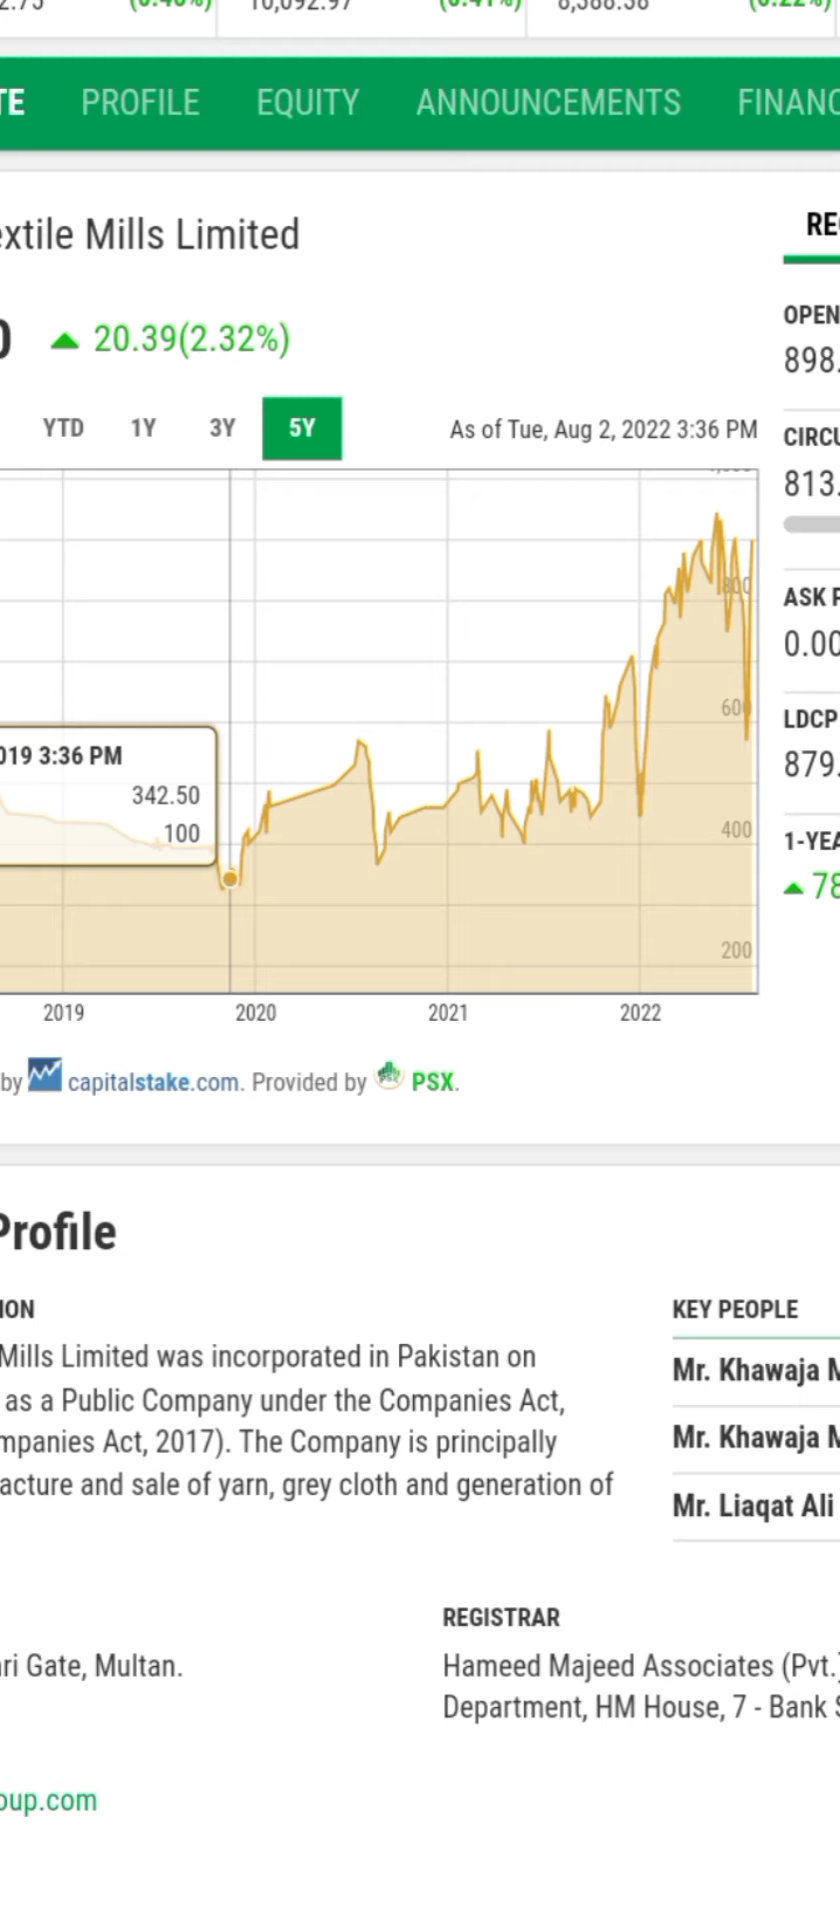 (0.41%)
TE PROFILE EQUITY ANNOUNCEMENTS FINANC
extile Mills Limited
RE
0 20.39(2.32%)
OPEN
898.
YTD 1Y 3Y 5Y As of Tue, Aug 2, 2022 3:36 PM
CIRCU
813.
800
ASK P
0.00
600
LDCP
879.
019 3:36 PM
342.50
100
400
1-YEA
78
200
2019 2020 2021 2022
by capitalstake.com. Provided by PSX.
Profile
ION
Mills Limited was incorporated in Pakistan on
as a Public Company under the Companies Act,
mpanies Act, 2017). The Company is principally
acture and sale of yarn, grey cloth and generation of
KEY PEOPLE
Mr. Khawaja M
Mr. Khawaja M
Mr. Liaqat Ali
ari Gate, Multan.
REGISTRAR
Hameed Majeed Associates (Pvt.)
Department, HM House, 7 - Bank S
oup.com